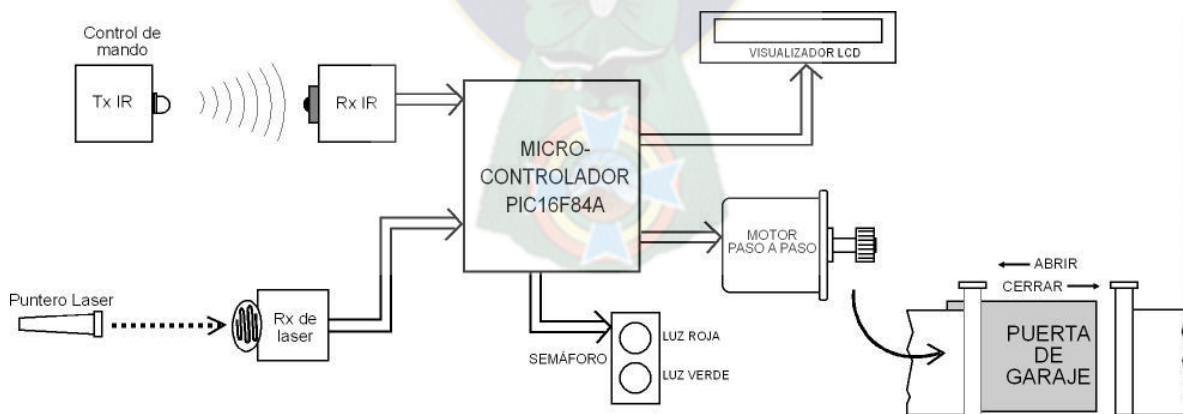 Control de
mando
Tx IR
Rx IR
MICRO-
CONTROLADOR
PIC16F84A
VISUALIZADOR LCD
MOTOR
PASO A PASO
ABRIR
CERRAR
PUERTA
DE
GARAJE
Puntero Laser
Rx de
laser
SEMÁFORO
LUZ ROJA
LUZ VERDE